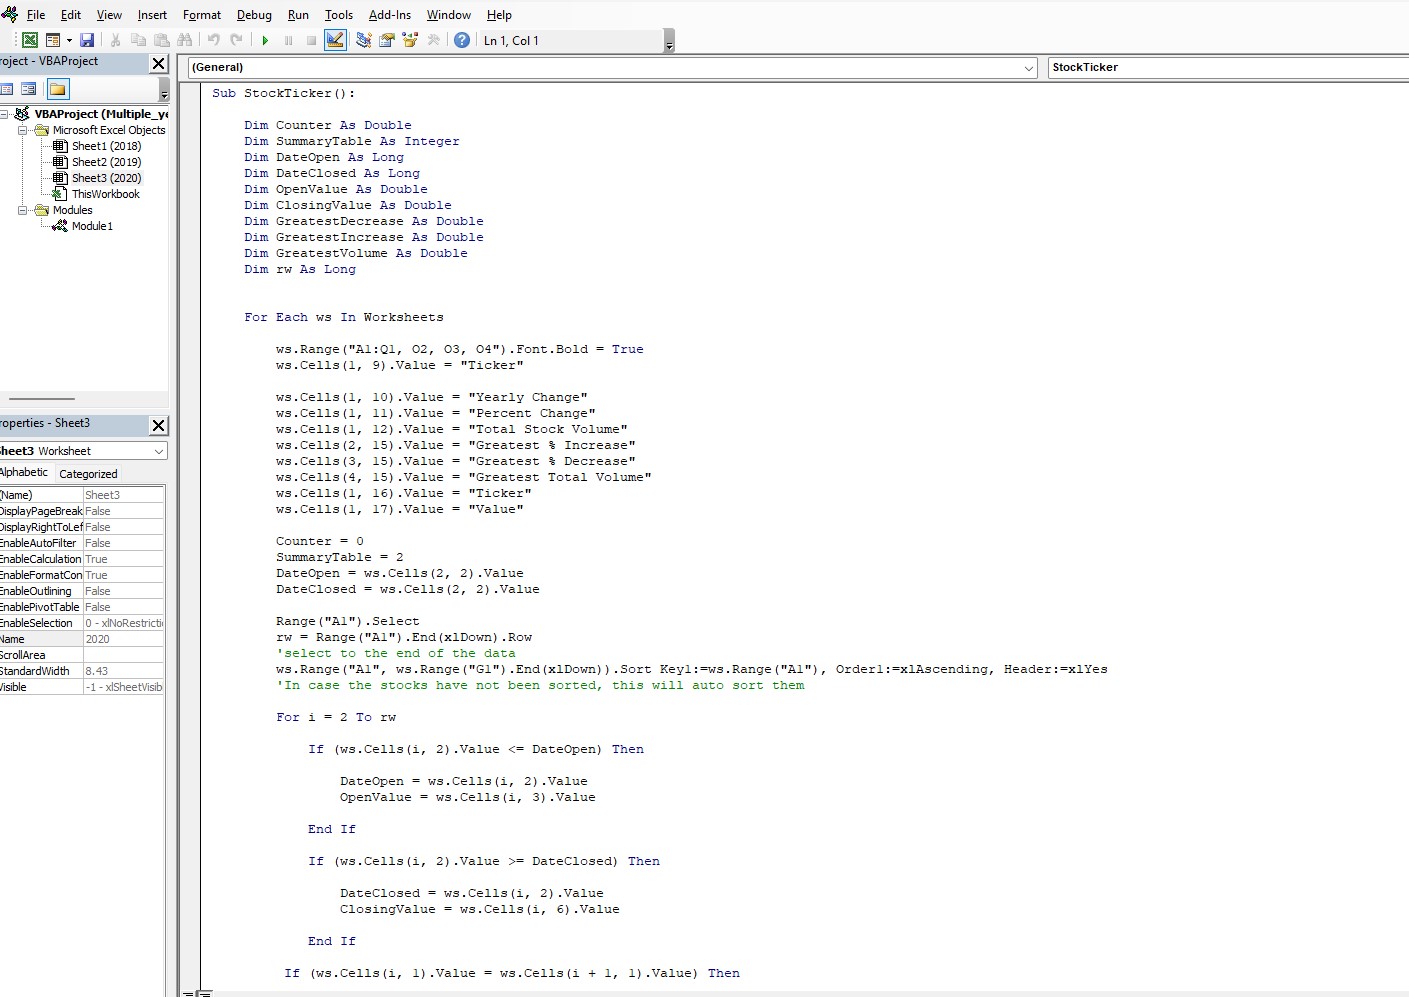 File Edit View Insert Format Debug Run Tools Add-Ins Window Help
Ln 1, Col 1
roject - VBAProject
VBAProject (Multiple_ye
Microsoft Excel Objects
Sheet1 (2018)
Sheet2 (2019)
Sheet3 (2020)
ThisWorkbook
Modules
Module1
roperties - Sheet3
Sheet3 Worksheet
Alphabetic Categorized
(Name) Sheet3
DisplayPageBreak False
DisplayRightToLef False
EnableAutoFilter False
EnableCalculation True
EnableFormatCon True
EnableOutlining False
EnablePivotTable False
EnableSelection 0 - xlNoRestricti
Name 2020
ScrollArea
StandardWidth 8.43
Visible -1 - xlSheetVisib
(General) StockTicker
Sub StockTicker():
Dim Counter As Double
Dim SummaryTable As Integer
Dim DateOpen As Long
Dim DateClosed As Long
Dim OpenValue As Double
Dim ClosingValue As Double
Dim GreatestDecrease As Double
Dim GreatestIncrease As Double
Dim GreatestVolume As Double
Dim rw As Long
For Each ws In Worksheets
ws.Range("A1:Q1, O2, O3, O4").Font.Bold = True
ws.Cells(1, 9).Value = "Ticker"
ws.Cells(1, 10).Value = "Yearly Change"
ws.Cells(1, 11).Value = "Percent Change"
ws.Cells(1, 12).Value = "Total Stock Volume"
ws.Cells(2, 15).Value = "Greatest % Increase"
ws.Cells(3, 15).Value = "Greatest % Decrease"
ws.Cells(4, 15).Value = "Greatest Total Volume"
ws.Cells(1, 16).Value = "Ticker"
ws.Cells(1, 17).Value = "Value"
Counter = 0
SummaryTable = 2
DateOpen = ws.Cells(2, 2).Value
DateClosed = ws.Cells(2, 2).Value
Range("A1").Select
rw = Range("A1").End(xlDown).Row
'select to the end of the data
ws.Range("A1", ws.Range("G1").End(xlDown)).Sort Key1:=ws.Range("A1"), Order1:=xlAscending, Header:=xlYes
'In case the stocks have not been sorted, this will auto sort them
For i = 2 To rw
If (ws.Cells(i, 2).Value <= DateOpen) Then
DateOpen = ws.Cells(i, 2).Value
OpenValue = ws.Cells(i, 3).Value
End If
If (ws.Cells(i, 2).Value >= DateClosed) Then
DateClosed = ws.Cells(i, 2).Value
ClosingValue = ws.Cells(i, 6).Value
End If
If (ws.Cells(i, 1).Value = ws.Cells(i + 1, 1).Value) Then